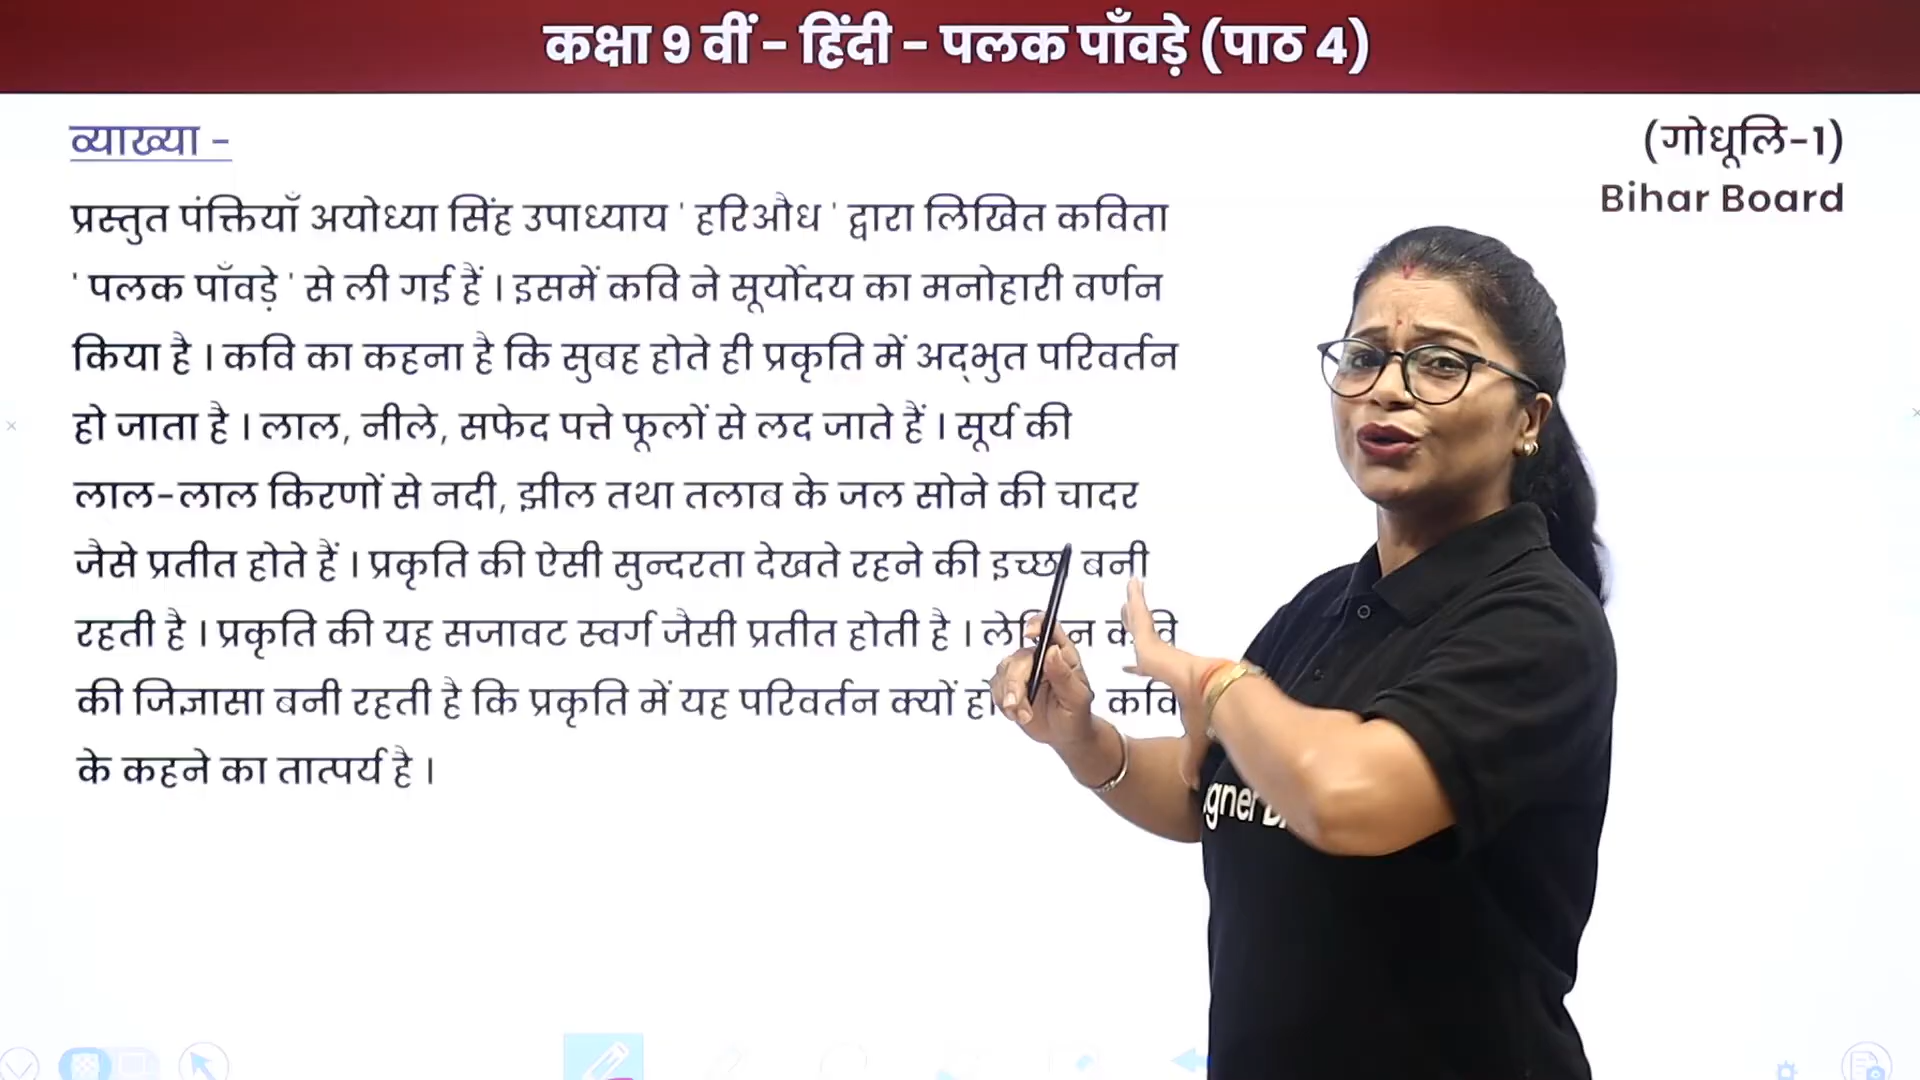 कक्षा 9 वीं - हिंदी - पलक पाँवड़े (पाठ 4)
व्याख्या -
(गोधूलि-1)
Bihar Board
प्रस्तुत पंक्तियाँ अयोध्या सिंह उपाध्याय ' हरिऔध ' द्वारा लिखित कविता
' पलक पाँवड़े ' से ली गई हैं । इसमें कवि ने सूर्योदय का मनोहारी वर्णन
किया है । कवि का कहना है कि सुबह होते ही प्रकृति में अद्भुत परिवर्तन
हो जाता है । लाल, नीले, सफेद पत्ते फूलों से लद जाते हैं । सूर्य की
लाल-लाल किरणों से नदी, झील तथा तलाब के जल सोने की चादर
जैसे प्रतीत होते हैं । प्रकृति की ऐसी सुन्दरता देखते रहने की इच्छा बनी
रहती है । प्रकृति की यह सजावट स्वर्ग जैसी प्रतीत होती है । लेकिन कवि
की जिज्ञासा बनी रहती है कि प्रकृति में यह परिवर्तन क्यों कवि
के कहने का तात्पर्य है ।